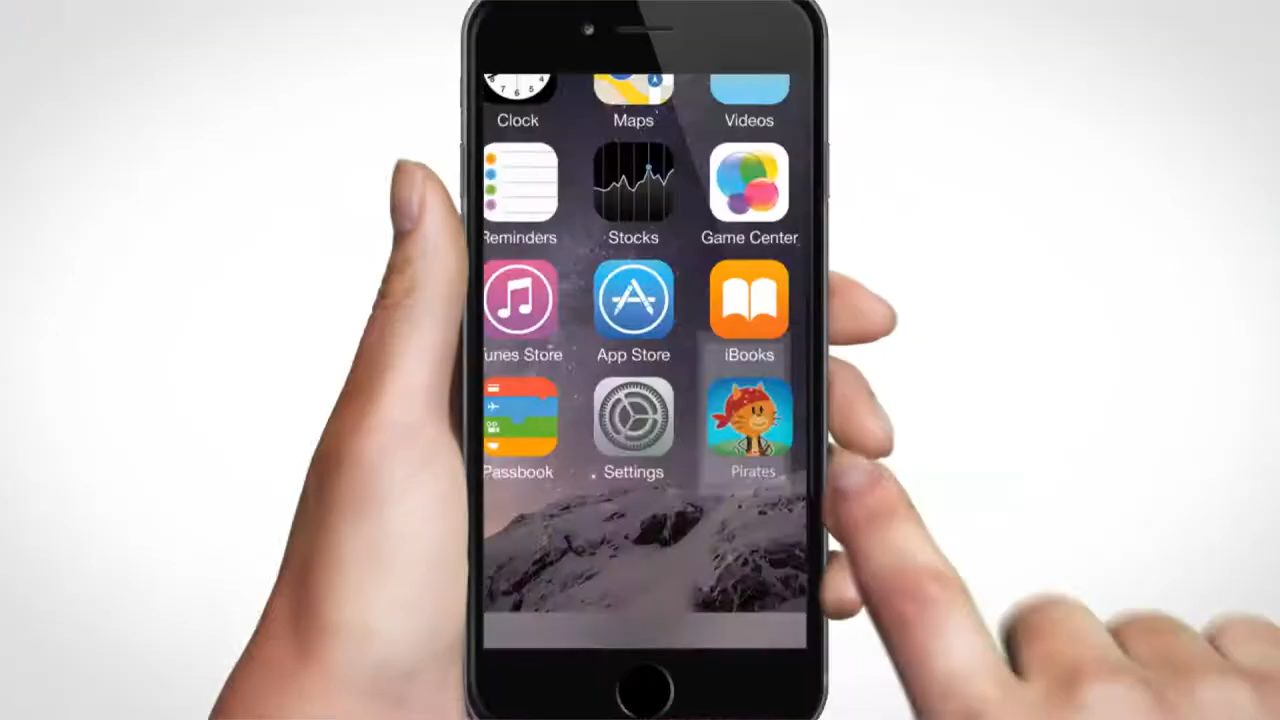 Clock Maps Videos
Reminders Stocks Game Center
unes Store App Store iBooks
Passbook Settings Pirates